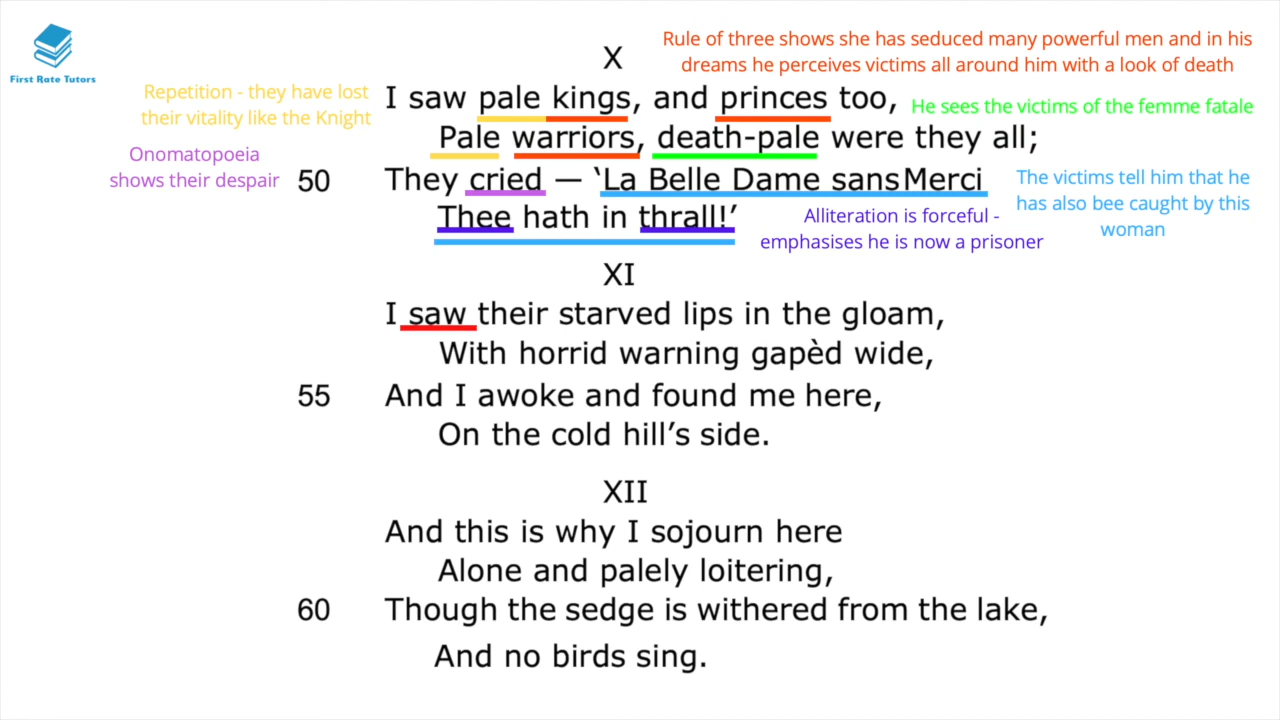 First Rate Tutors
X
Rule of three shows she has seduced many powerful men and in his
dreams he perceives victims all around him with a look of death
Repetition - they have lost
their vitality like the Knight
I saw pale kings, and princes too,
He sees the victims of the femme fatale
Pale warriors, death-pale were they all;
Onomatopoeia
shows their despair
50 They cried — ‘La Belle Dame sans Merci
The victims tell him that he
has also bee caught by this
woman
Thee hath in thrall!’
Alliteration is forceful -
emphasises he is now a prisoner
XI
I saw their starved lips in the gloam,
With horrid warning gapèd wide,
55 And I awoke and found me here,
On the cold hill’s side.
XII
And this is why I sojourn here
Alone and palely loitering,
60 Though the sedge is withered from the lake,
And no birds sing.